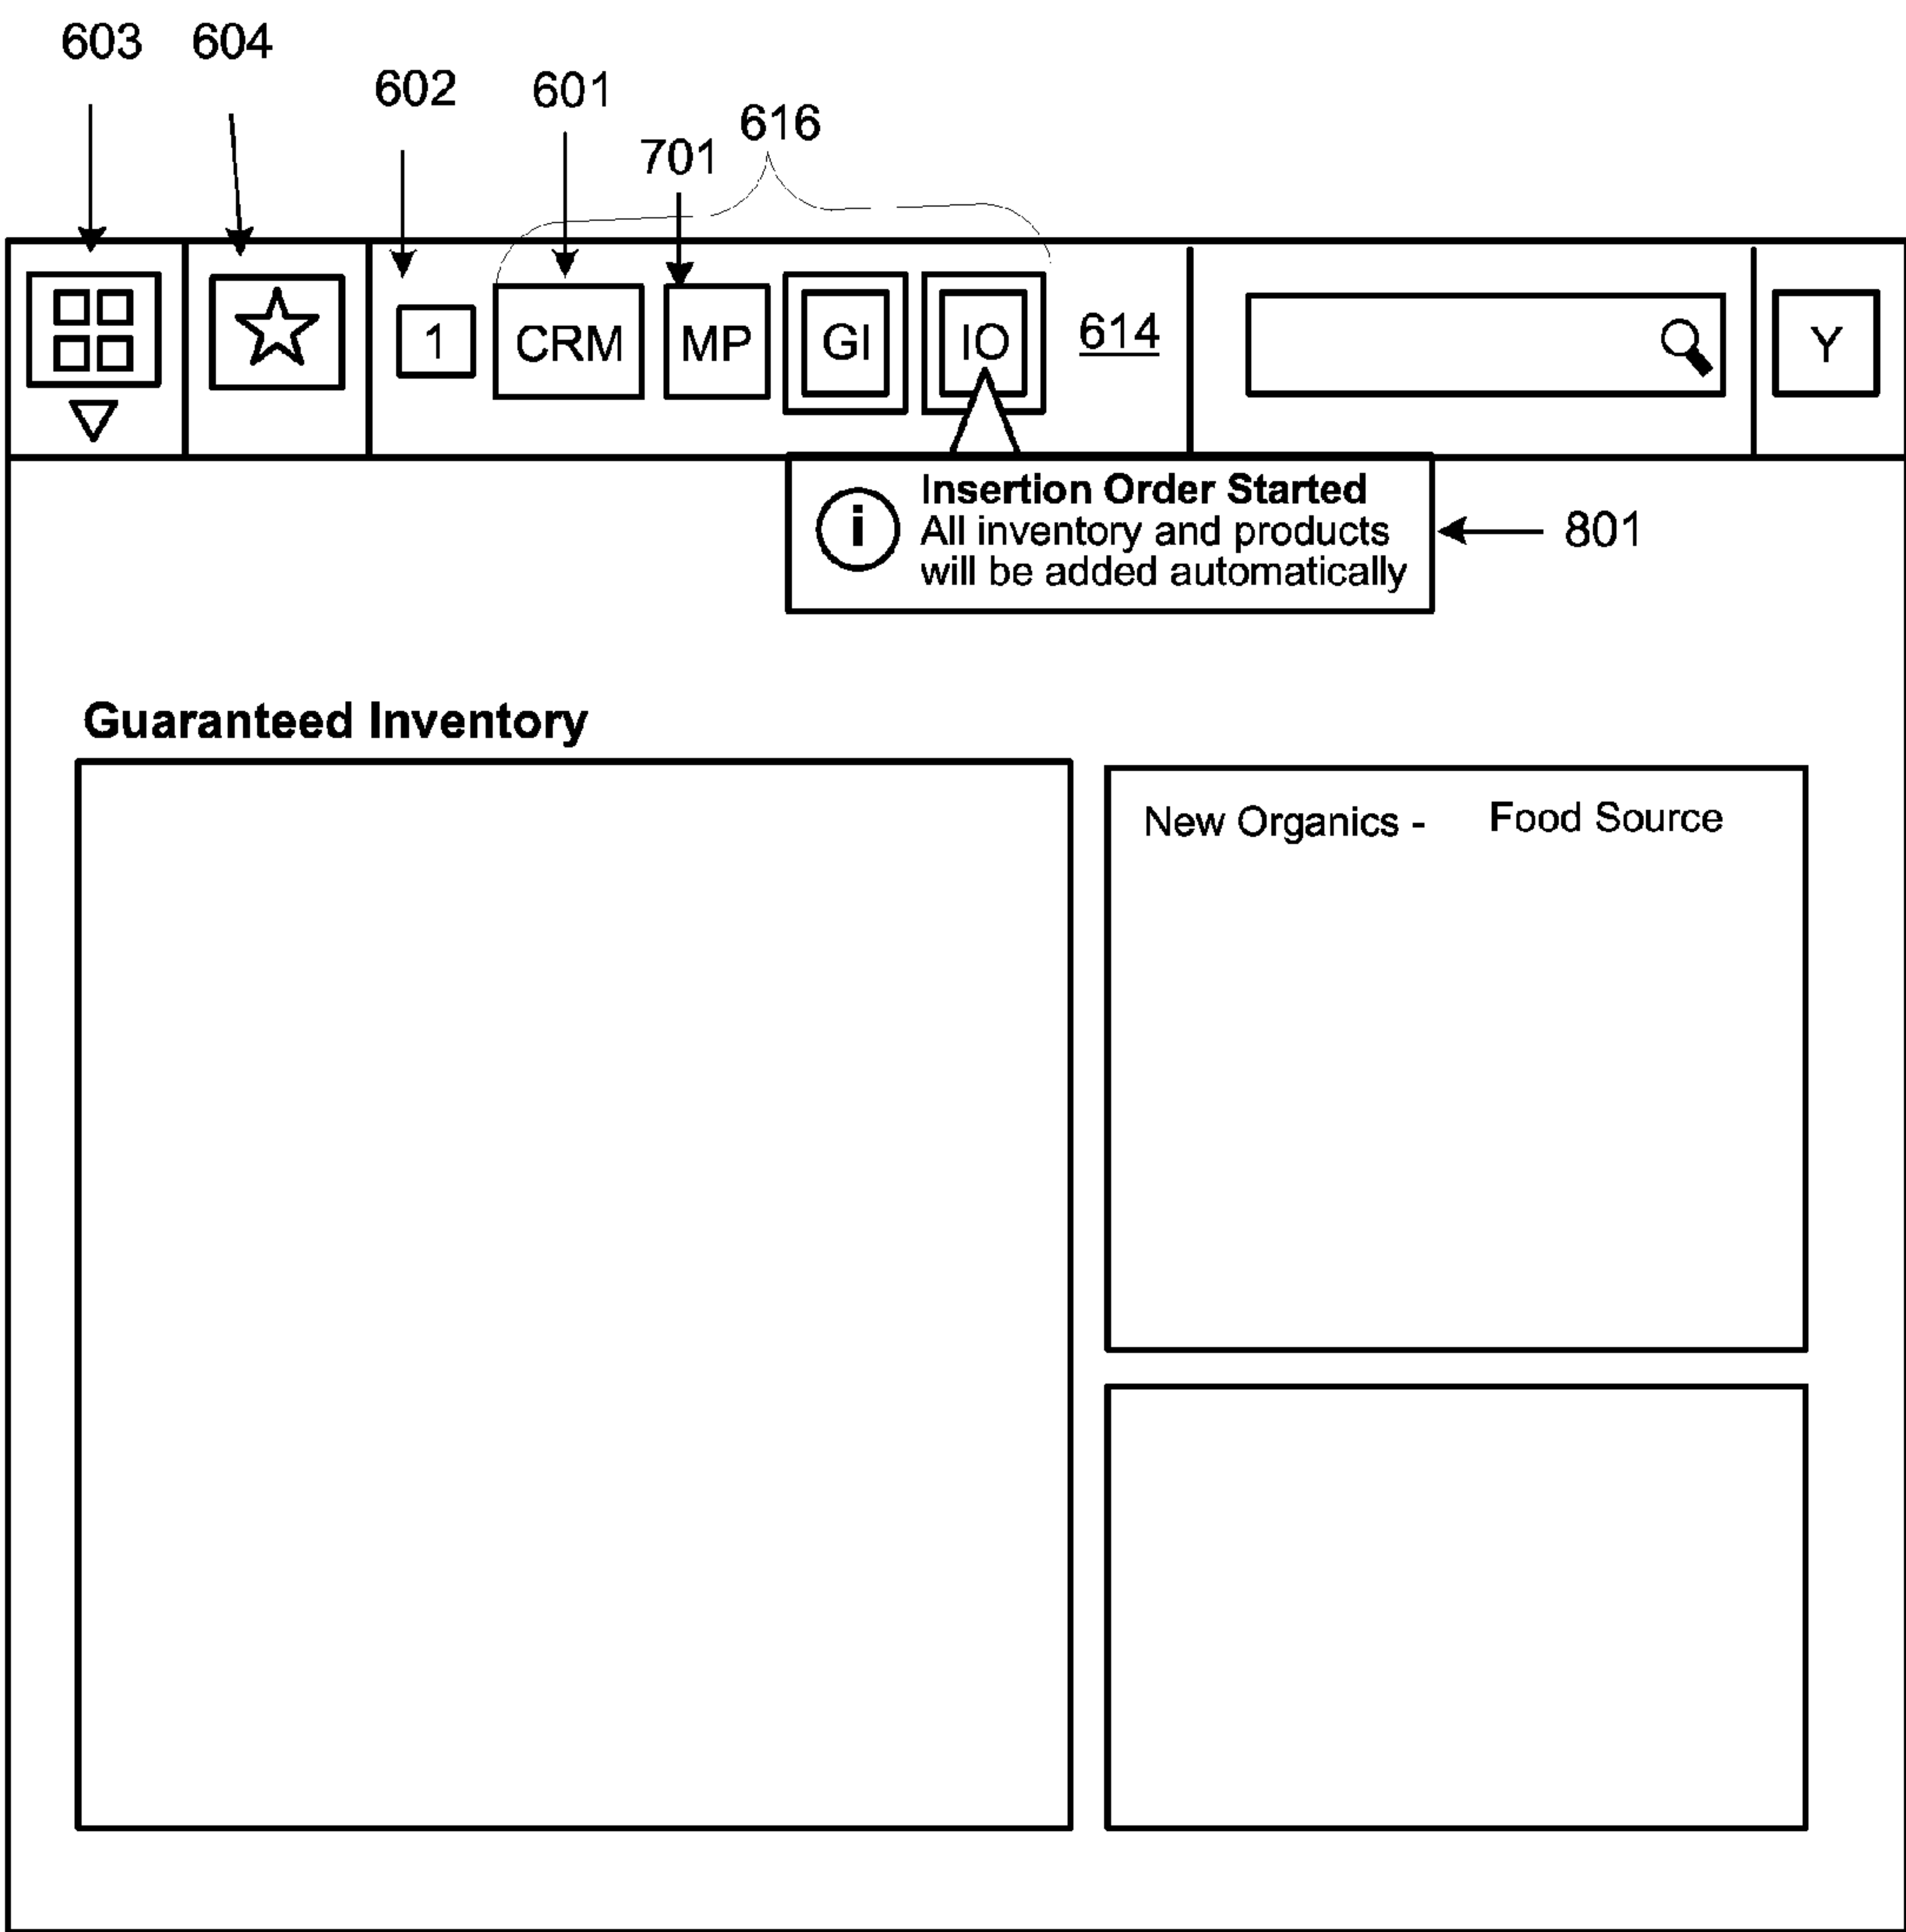 603 604
602 601
616
701
1 CRM MP GI IO 614 Y
Insertion Order Started
i All inventory and products 801
will be added automatically
Guaranteed Inventory
New Organics - Food Source